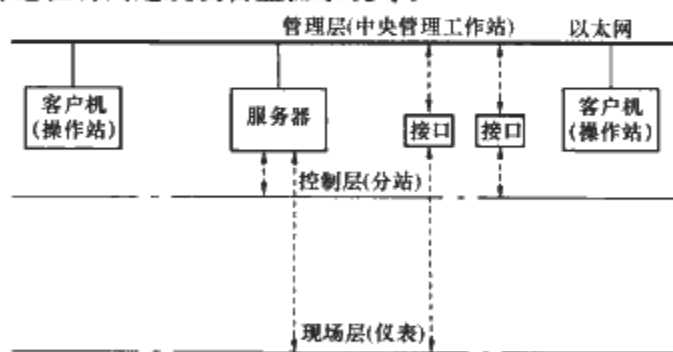 管理层(中央管理工作站) 以太网
客户机
(操作站)
服务器
接口
接口
客户机
(操作站)
控制层(分站)
现场层(仪表)